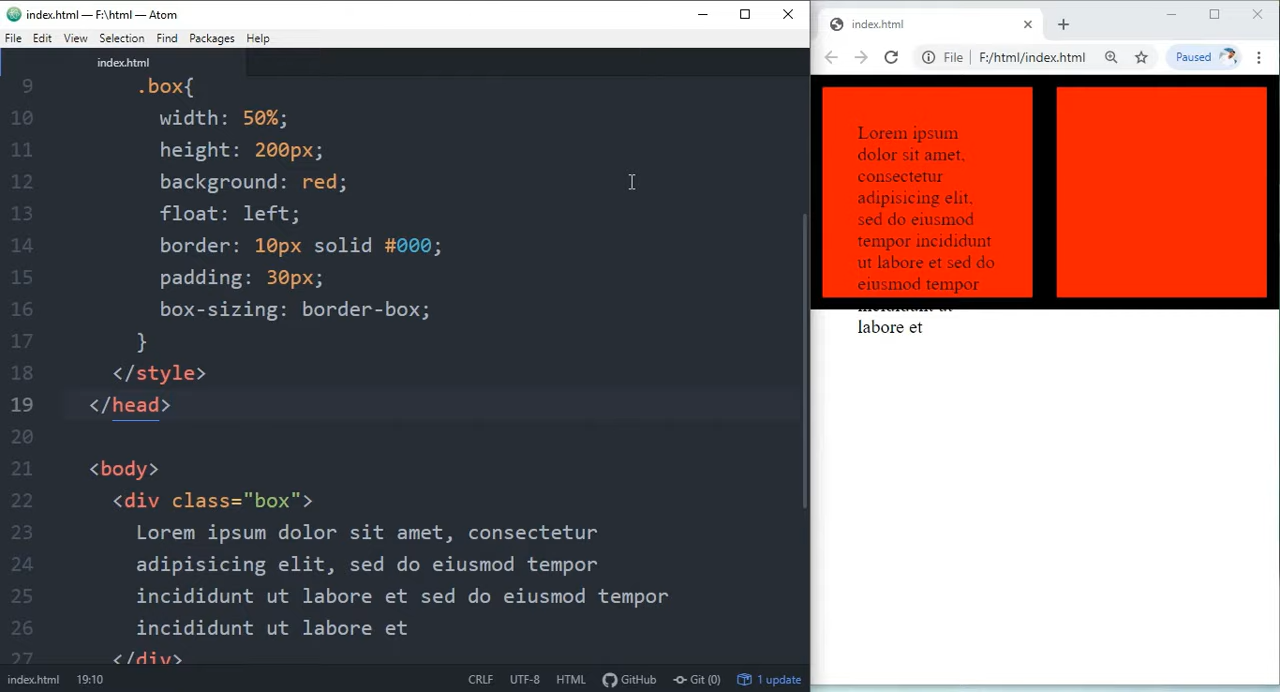 index.html — F:\html — Atom
File Edit View Selection Find Packages Help
index.html
9 .box{
10 width: 50%;
11 height: 200px;
12 background: red;
13 float: left;
14 border: 10px solid #000;
15 padding: 30px;
16 box-sizing: border-box;
17 }
18 </style>
19 </head>
20
21 <body>
22 <div class="box">
23 Lorem ipsum dolor sit amet, consectetur
24 adipisicing elit, sed do eiusmod tempor
25 incididunt ut labore et sed do eiusmod tempor
26 incididunt ut labore et
27 </div>
index.html 19:10 CRLF UTF-8 HTML GitHub Git (0) 1 update
index.html
File F:/html/index.html Paused
Lorem ipsum
dolor sit amet,
consectetur
adipisicing elit,
sed do eiusmod
tempor incididunt
ut labore et sed do
eiusmod tempor
incididunt ut
labore et